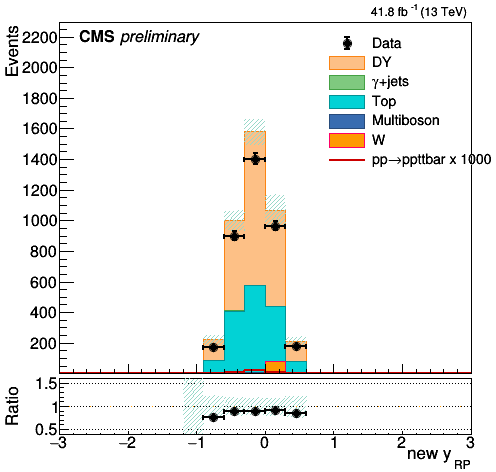 41.8 fb⁻¹ (13 TeV)
CMS preliminary
Events
2200
2000
1800
1600
1400
1200
1000
800
600
400
200
Data
DY
γ+jets
Top
Multiboson
W
pp→ppttbar x 1000
Ratio
1.5
1
0.5
−3 −2 −1 0 1 2 3
new y_RP